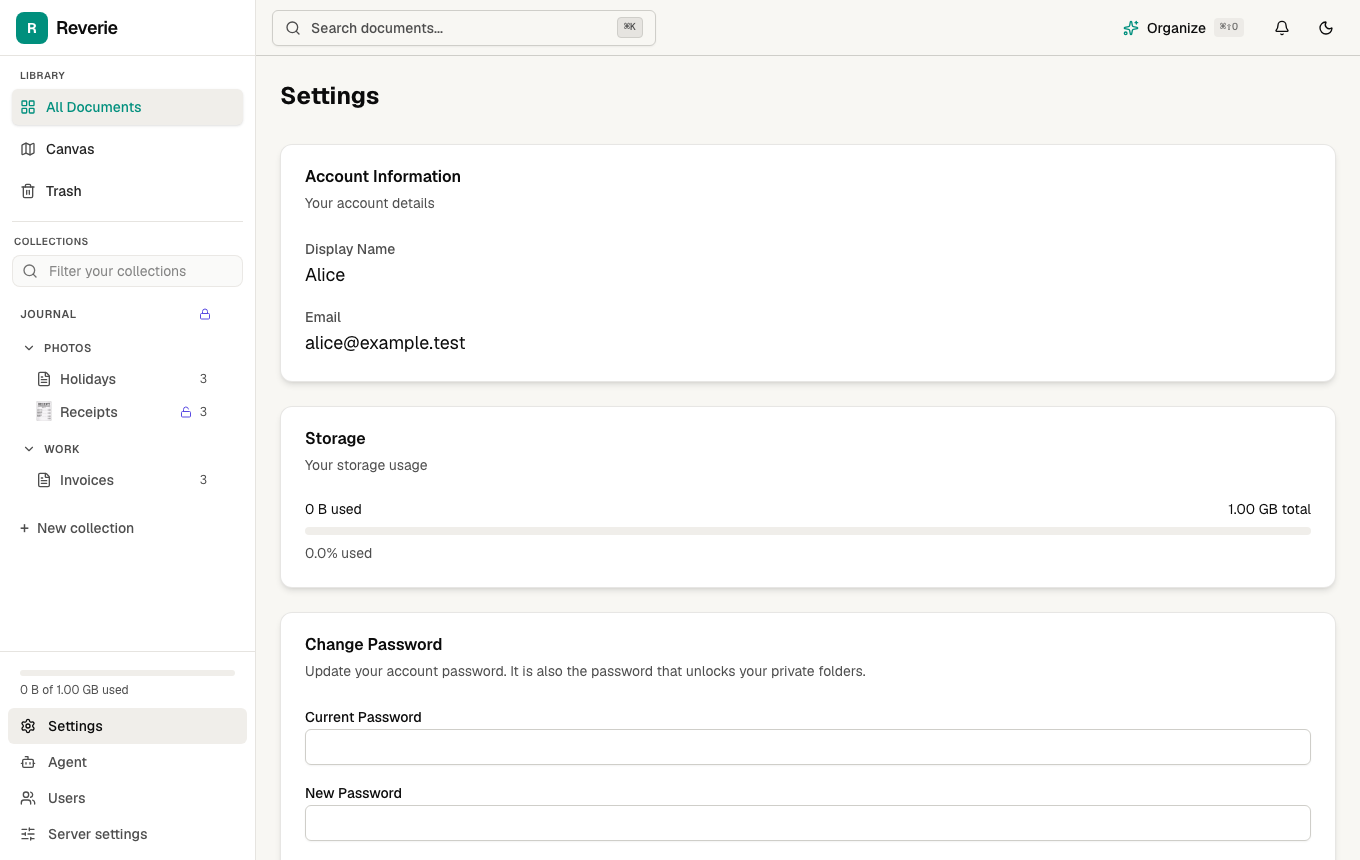 R Reverie
Search documents... ⌘K
Organize ⌘⇧O
LIBRARY
All Documents
Canvas
Trash
COLLECTIONS
Filter your collections
JOURNAL
PHOTOS
Holidays 3
Receipts 3
WORK
Invoices 3
+ New collection
0 B of 1.00 GB used
Settings
Agent
Users
Server settings
Settings
Account Information
Your account details
Display Name
Alice
Email
alice@example.test
Storage
Your storage usage
0 B used 1.00 GB total
0.0% used
Change Password
Update your account password. It is also the password that unlocks your private folders.
Current Password
New Password